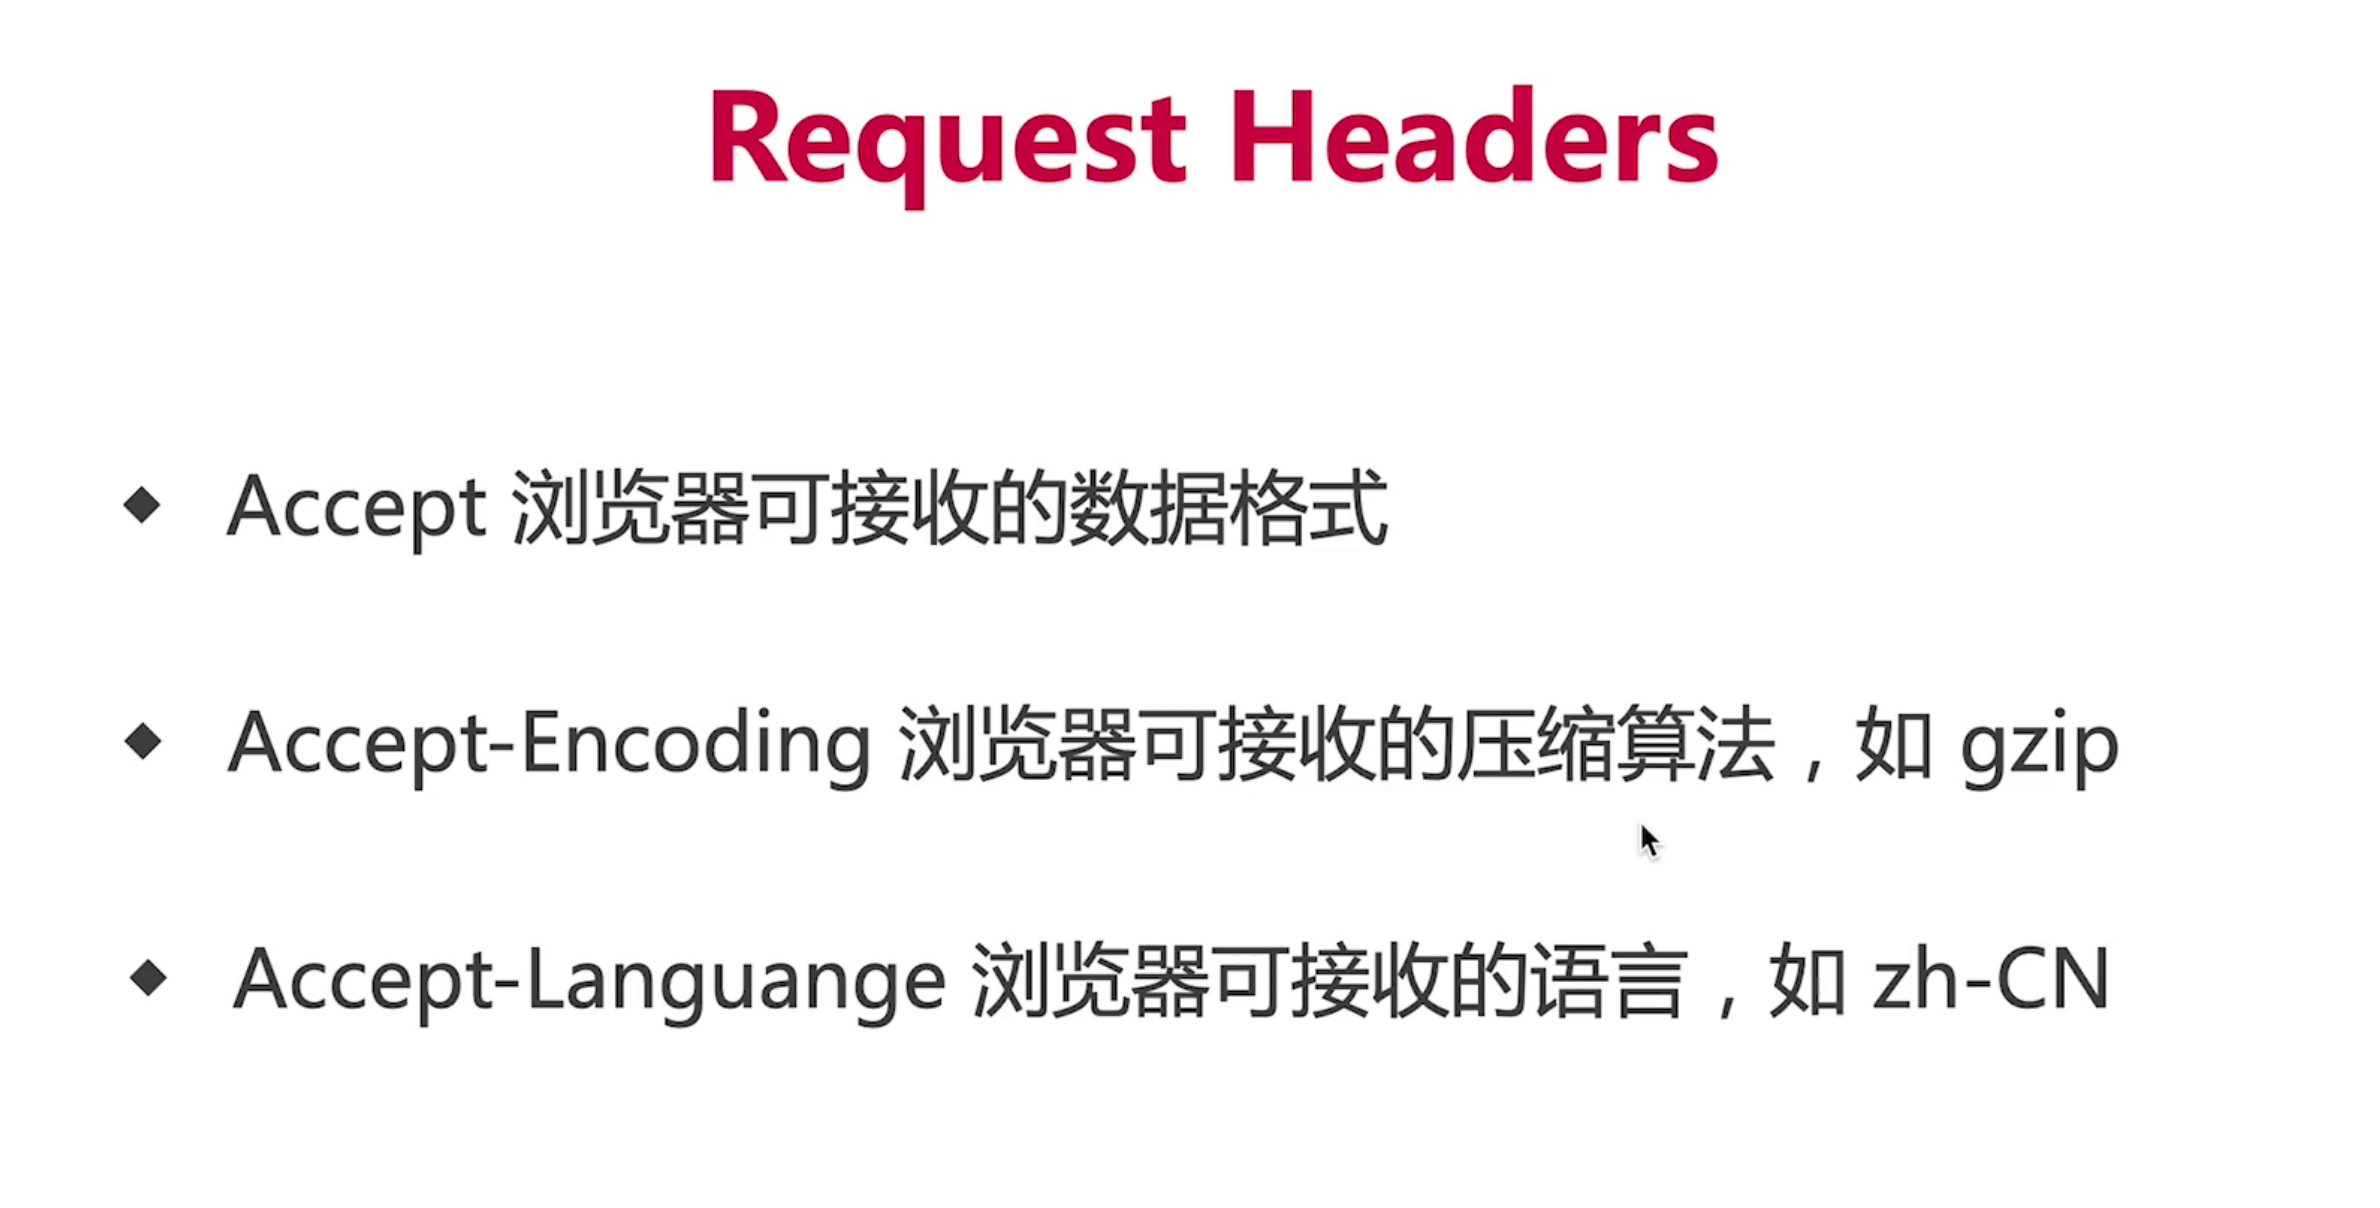 Request Headers
◆ Accept 浏览器可接收的数据格式
◆ Accept-Encoding 浏览器可接收的压缩算法，如 gzip
◆ Accept-Languange 浏览器可接收的语言，如 zh-CN